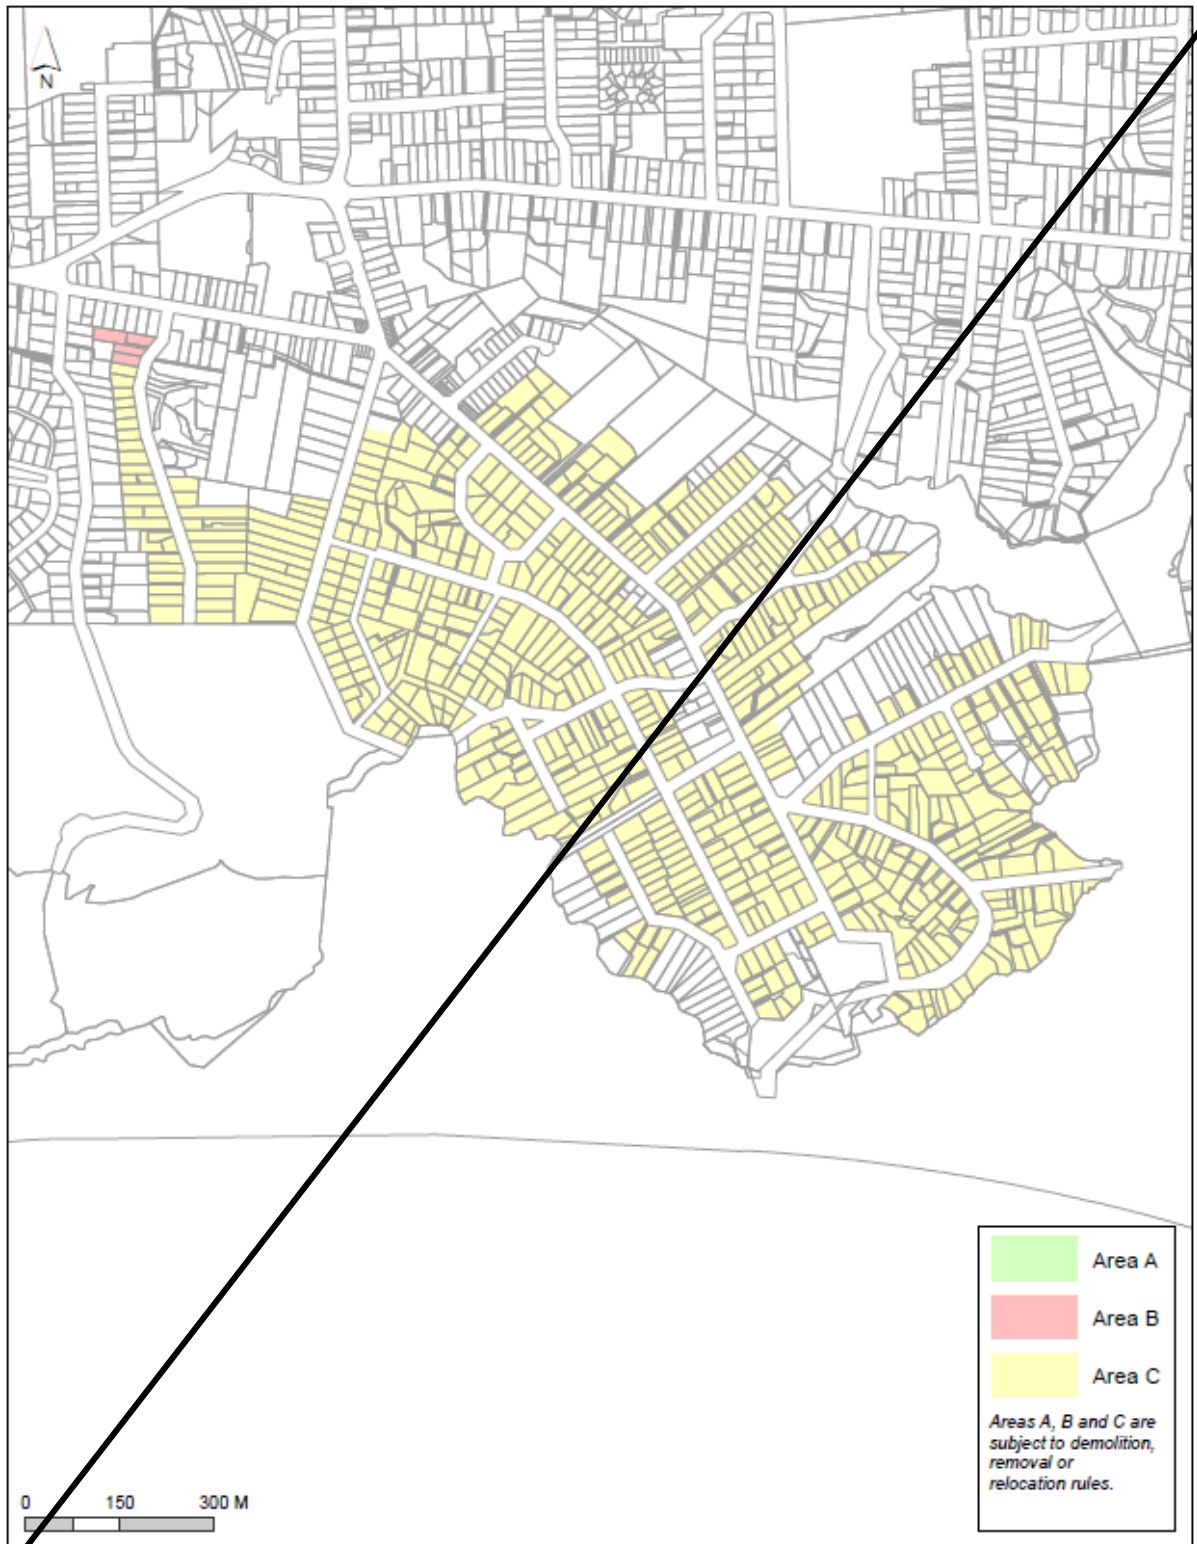 N
Area A
Area B
Area C
Areas A, B and C are
subject to demolition,
removal or
relocation rules.
0 150 300 M